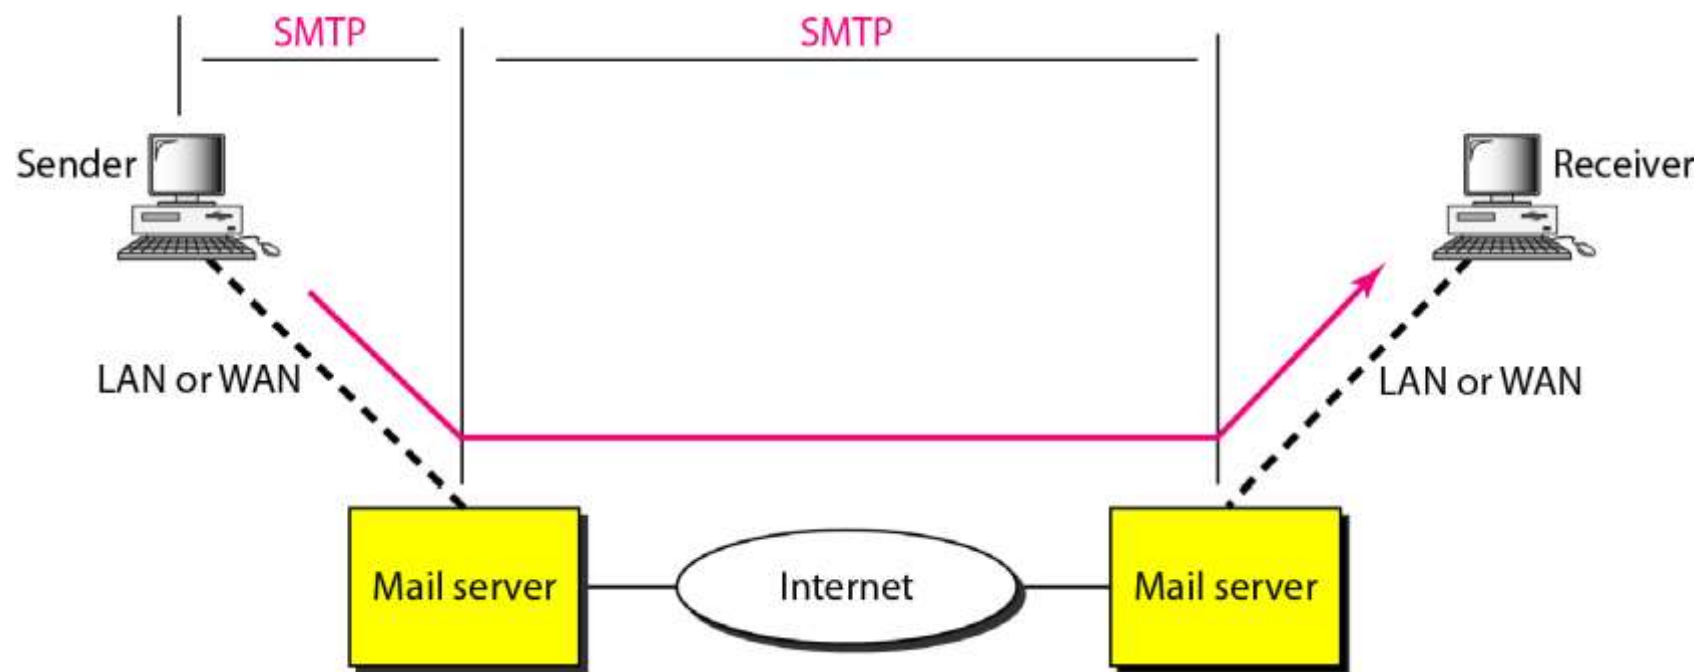 SMTP
SMTP
Sender
Receiver
LAN or WAN
LAN or WAN
Mail server
Internet
Mail server